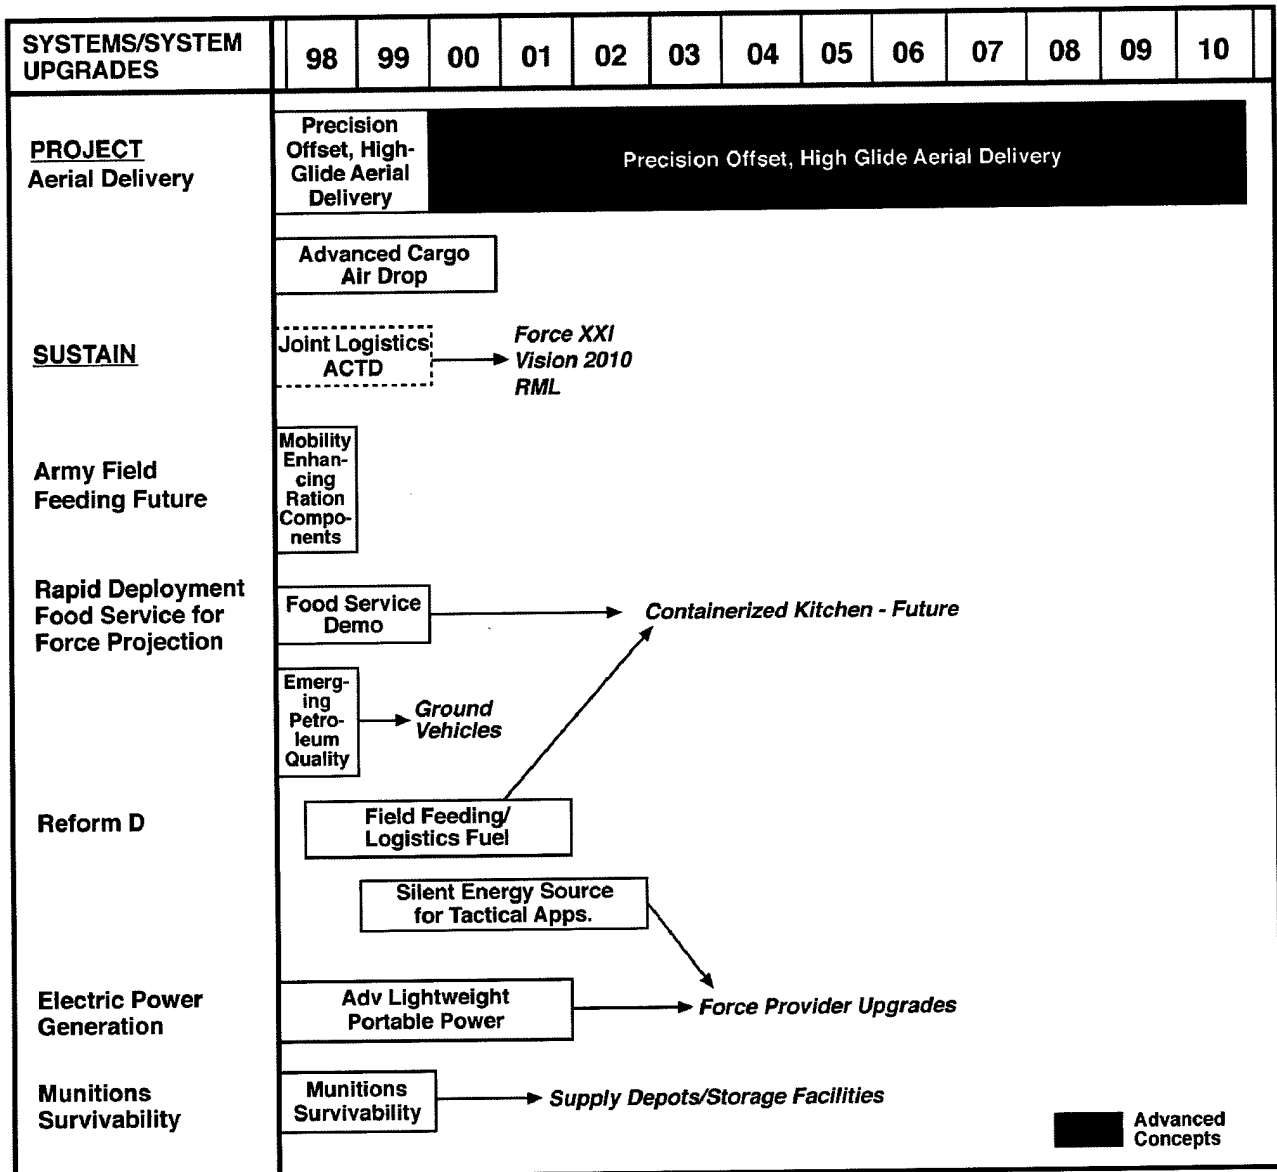 SYSTEMS/SYSTEM
UPGRADES
98 99 00 01 02 03 04 05 06 07 08 09 10
PROJECT
Aerial Delivery
Precision
Offset, High-
Glide Aerial
Delivery
Precision Offset, High Glide Aerial Delivery
Advanced Cargo
Air Drop
SUSTAIN
Joint Logistics
ACTD
Force XXI
Vision 2010
RML
Army Field
Feeding Future
Mobility
Enhan-
cing
Ration
Compo-
nents
Rapid Deployment
Food Service for
Force Projection
Food Service
Demo
Containerized Kitchen - Future
Emerg-
ing
Petro-
leum
Quality
Ground
Vehicles
Reform D
Field Feeding/
Logistics Fuel
Silent Energy Source
for Tactical Apps.
Electric Power
Generation
Adv Lightweight
Portable Power
Force Provider Upgrades
Munitions
Survivability
Munitions
Survivability
Supply Depots/Storage Facilities
Advanced
Concepts